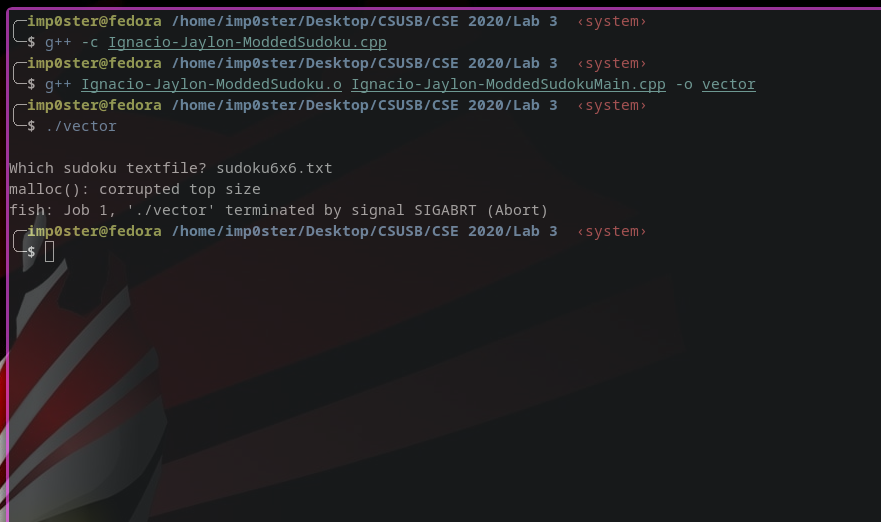 ╭─imp0ster@fedora /home/imp0ster/Desktop/CSUSB/CSE 2020/Lab 3 ‹system›
╰─$ g++ -c Ignacio-Jaylon-ModdedSudoku.cpp
╭─imp0ster@fedora /home/imp0ster/Desktop/CSUSB/CSE 2020/Lab 3 ‹system›
╰─$ g++ Ignacio-Jaylon-ModdedSudoku.o Ignacio-Jaylon-ModdedSudokuMain.cpp -o vector
╭─imp0ster@fedora /home/imp0ster/Desktop/CSUSB/CSE 2020/Lab 3 ‹system›
╰─$ ./vector
Which sudoku textfile? sudoku6x6.txt
malloc(): corrupted top size
fish: Job 1, './vector' terminated by signal SIGABRT (Abort)
╭─imp0ster@fedora /home/imp0ster/Desktop/CSUSB/CSE 2020/Lab 3 ‹system›
╰─$